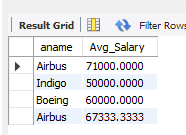 Result Grid Filter Rows
aname Avg_Salary
Airbus 71000.0000
Indigo 50000.0000
Boeing 60000.0000
Airbus 67333.3333